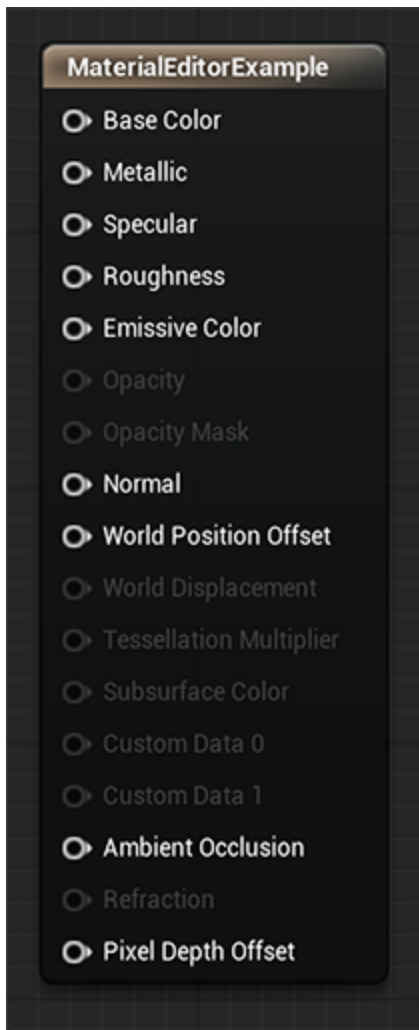 MaterialEditorExample
Base Color
Metallic
Specular
Roughness
Emissive Color
Opacity
Opacity Mask
Normal
World Position Offset
World Displacement
Tessellation Multiplier
Subsurface Color
Custom Data 0
Custom Data 1
Ambient Occlusion
Refraction
Pixel Depth Offset